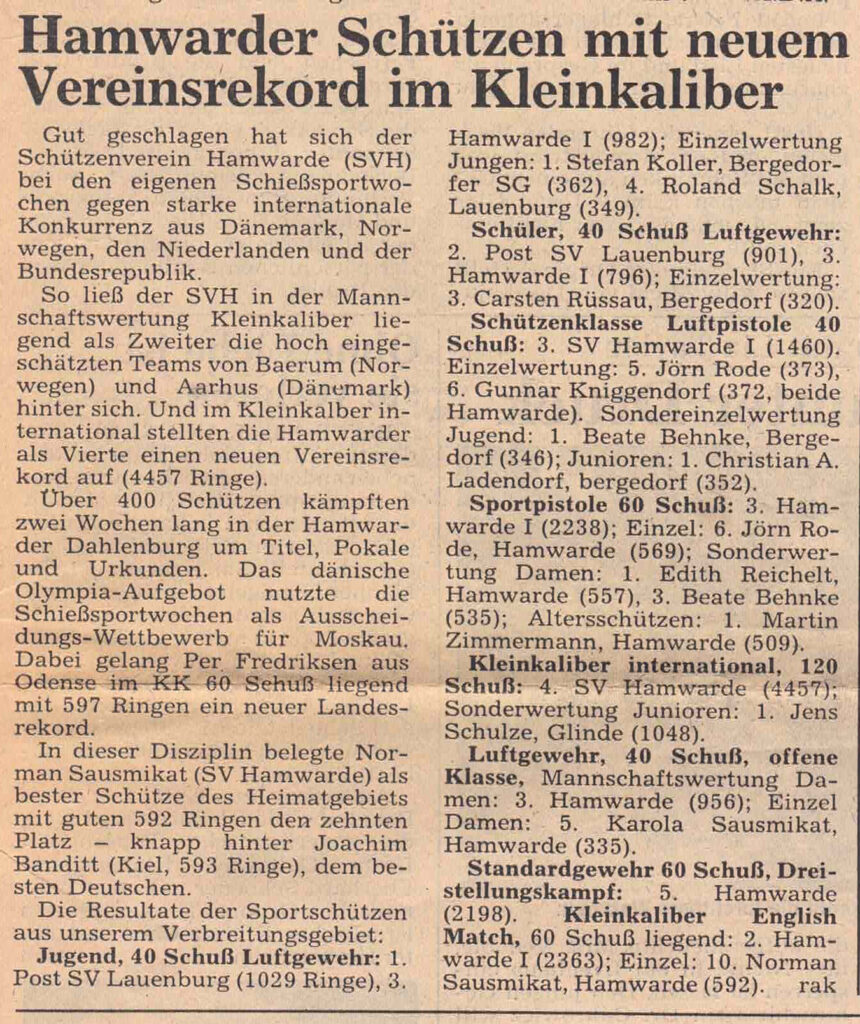 Hamwarder Schützen mit neuem
Vereinsrekord im Kleinkaliber
Gut geschlagen hat sich der
Schützenverein Hamwarde (SVH)
bei den eigenen Schießsportwo-
chen gegen starke internationale
Konkurrenz aus Dänemark, Nor-
wegen, den Niederlanden und der
Bundesrepublik.
So ließ der SVH in der Mann-
schaftswertung Kleinkaliber lie-
gend als Zweiter die hoch einge-
schätzten Teams von Baerum (Nor-
wegen) und Aarhus (Dänemark)
hinter sich. Und im Kleinkalber in-
ternational stellten die Hamwarder
als Vierte einen neuen Vereinsre-
kord auf (4457 Ringe).
Über 400 Schützen kämpften
zwei Wochen lang in der Hamwar-
der Dahlenburg um Titel, Pokale
und Urkunden. Das dänische
Olympia-Aufgebot nutzte die
Schießsportwochen als Ausschei-
dungs-Wettbewerb für Moskau.
Dabei gelang Per Fredriksen aus
Odense im KK 60 Schuß liegend
mit 597 Ringen ein neuer Landes-
rekord.
In dieser Disziplin belegte Nor-
man Sausmikat (SV Hamwarde) als
bester Schütze des Heimatgebiets
mit guten 592 Ringen den zehnten
Platz – knapp hinter Joachim
Banditt (Kiel, 593 Ringe), dem be-
sten Deutschen.
Die Resultate der Sportschützen
aus unserem Verbreitungsgebiet:
Jugend, 40 Schuß Luftgewehr: 1.
Post SV Lauenburg (1029 Ringe), 3.
Hamwarde I (982); Einzelwertung
Jungen: 1. Stefan Koller, Bergedor-
fer SG (362), 4. Roland Schalk,
Lauenburg (349).
Schüler, 40 Schuß Luftgewehr:
2. Post SV Lauenburg (901), 3.
Hamwarde I (796); Einzelwertung:
3. Carsten Rüssau, Bergedorf (320).
Schützenklasse Luftpistole 40
Schuß: 3. SV Hamwarde I (1460).
Einzelwertung: 5. Jörn Rode (373),
6. Gunnar Kniggendorf (372, beide
Hamwarde). Sondereinzelwertung
Jugend: 1. Beate Behnke, Berge-
dorf (346); Junioren: 1. Christian A.
Ladendorf, bergedorf (352).
Sportpistole 60 Schuß: 3. Ham-
warde I (2238); Einzel: 6. Jörn Ro-
de, Hamwarde (569); Sonderwer-
tung Damen: 1. Edith Reichelt,
Hamwarde (557), 3. Beate Behnke
(535); Altersschützen: 1. Martin
Zimmermann, Hamwarde (509).
Kleinkaliber international, 120
Schuß: 4. SV Hamwarde (4457);
Sonderwertung Junioren: 1. Jens
Schulze, Glinde (1048).
Luftgewehr, 40 Schuß, offene
Klasse, Mannschaftswertung Da-
men: 3. Hamwarde (956); Einzel
Damen: 5. Karola Sausmikat,
Hamwarde (335).
Standardgewehr 60 Schuß, Drei-
stellungskampf: 5. Hamwarde
(2198). Kleinkaliber English
Match, 60 Schuß liegend: 2. Ham-
warde I (2363); Einzel: 10. Norman
Sausmikat, Hamwarde (592). rak